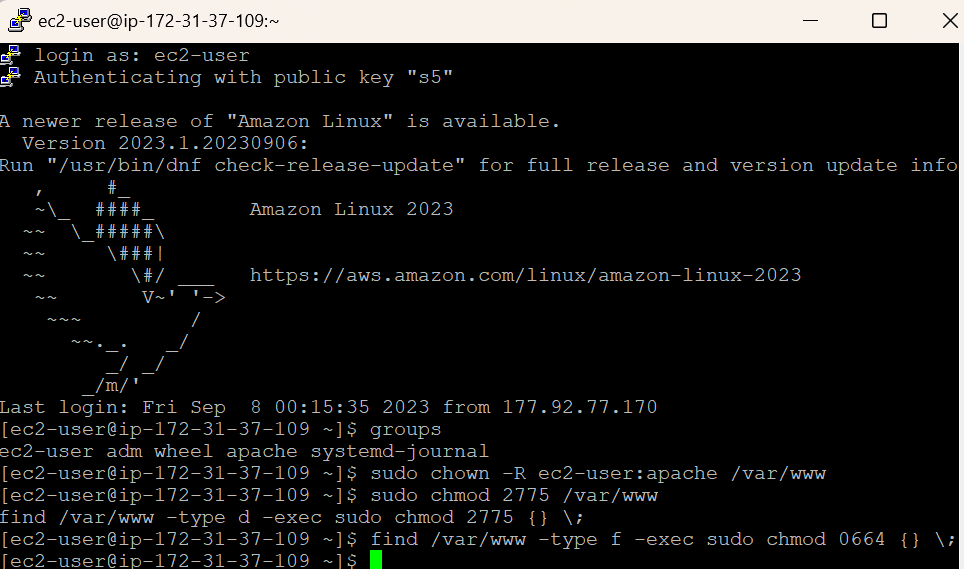 ec2-user@ip-172-31-37-109:~
login as: ec2-user
Authenticating with public key "s5"
A newer release of "Amazon Linux" is available.
  Version 2023.1.20230906:
Run "/usr/bin/dnf check-release-update" for full release and version update info
   ,     #_
   ~\_  ####_        Amazon Linux 2023
  ~~  \_#####\
  ~~     \###|
  ~~       \#/ ___   https://aws.amazon.com/linux/amazon-linux-2023
   ~~       V~' '->
    ~~~         /
      ~~._.   _/
         _/ _/
       _/m/'
Last login: Fri Sep  8 00:15:35 2023 from 177.92.77.170
[ec2-user@ip-172-31-37-109 ~]$ groups
ec2-user adm wheel apache systemd-journal
[ec2-user@ip-172-31-37-109 ~]$ sudo chown -R ec2-user:apache /var/www
[ec2-user@ip-172-31-37-109 ~]$ sudo chmod 2775 /var/www
find /var/www -type d -exec sudo chmod 2775 {} \;
[ec2-user@ip-172-31-37-109 ~]$ find /var/www -type f -exec sudo chmod 0664 {} \;
[ec2-user@ip-172-31-37-109 ~]$